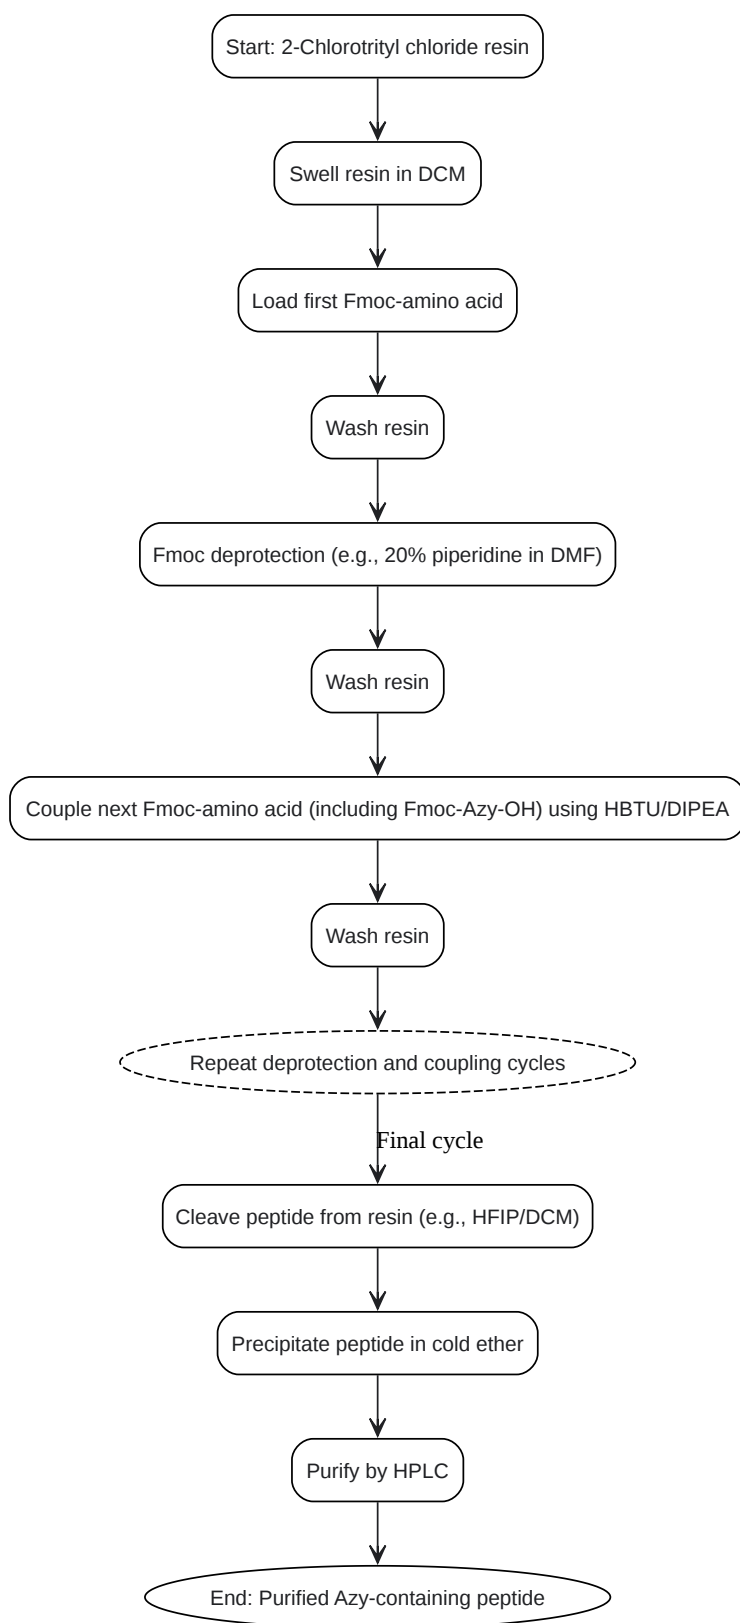 Start: 2-Chlorotrityl chloride resin
Swell resin in DCM
Load first Fmoc-amino acid
Wash resin
Fmoc deprotection (e.g., 20% piperidine in DMF)
Wash resin
Couple next Fmoc-amino acid (including Fmoc-Azy-OH) using HBTU/DIPEA
Wash resin
Repeat deprotection and coupling cycles
Final cycle
Cleave peptide from resin (e.g., HFIP/DCM)
Precipitate peptide in cold ether
Purify by HPLC
End: Purified Azy-containing peptide